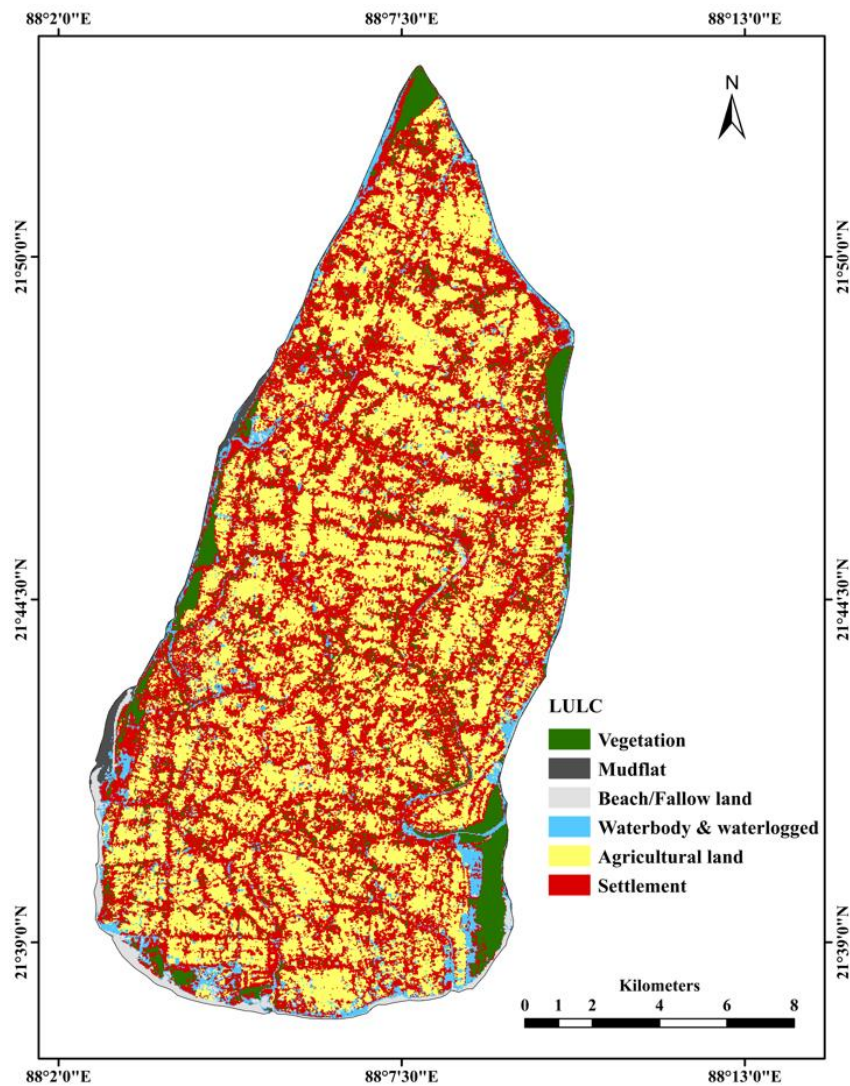 88°2'0"E 88°7'30"E 88°13'0"E
N
21°50'0"N 21°50'0"N
21°44'30"N 21°44'30"N
LULC
Vegetation
Mudflat
Beach/Fallow land
Waterbody & waterlogged
Agricultural land
Settlement
21°39'0"N 21°39'0"N
Kilometers
0 1 2 4 6 8
88°2'0"E 88°7'30"E 88°13'0"E